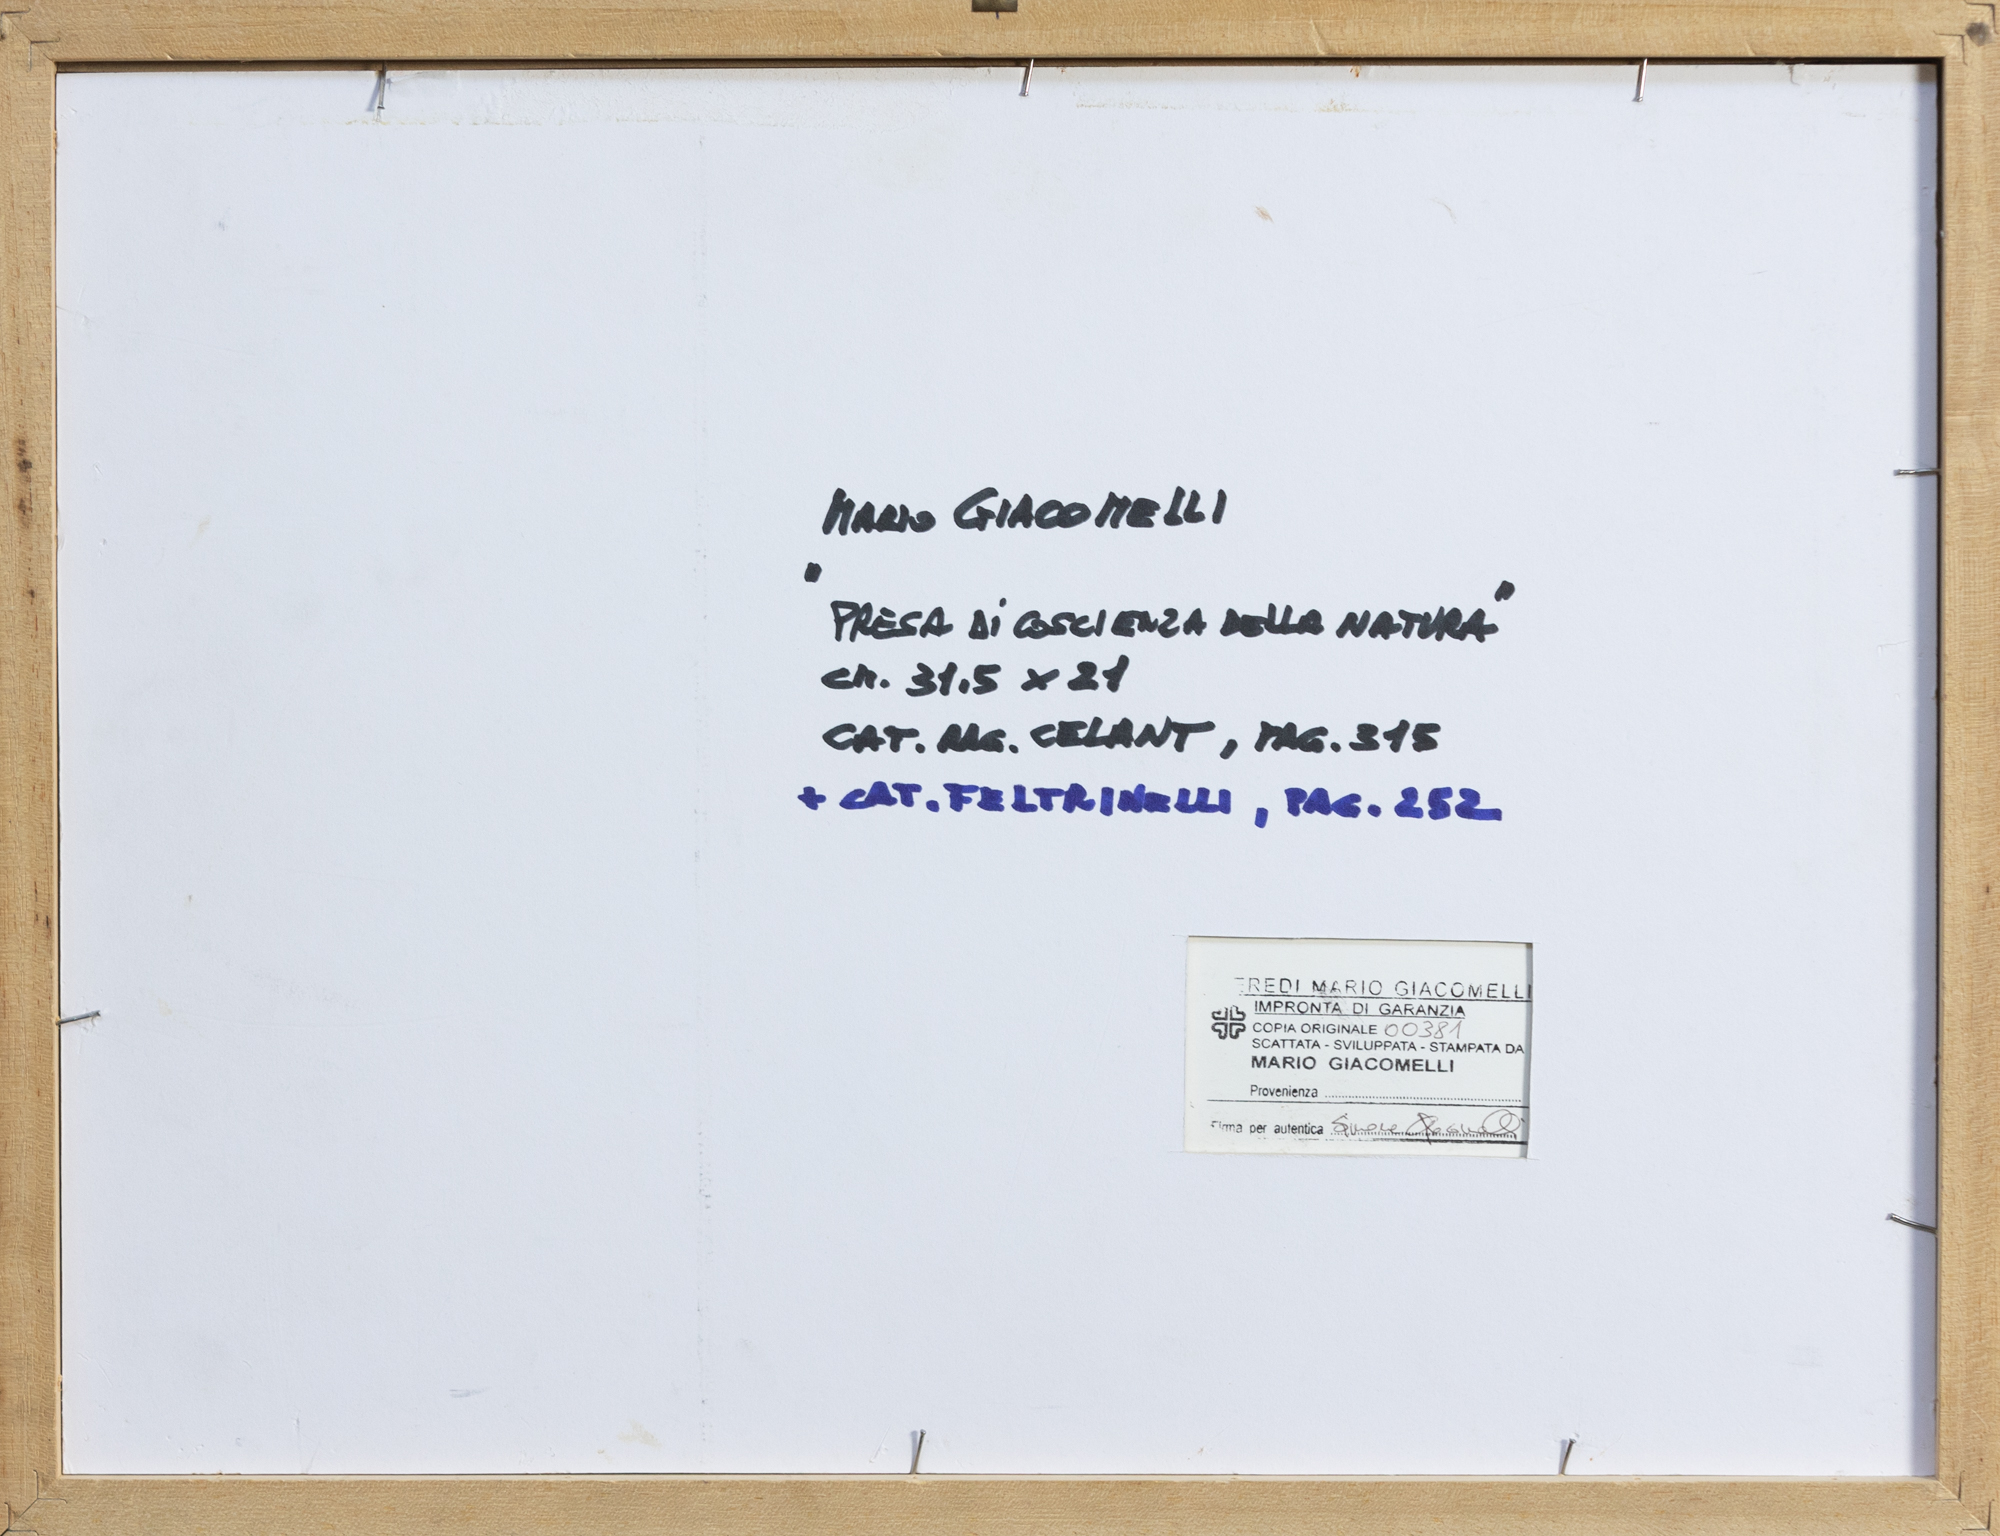 MARIO GIACOMELLI
"PRESA Di COSCIENZA DELLA NATURA"
cm. 31.5 x 21
CAT. RAG. CELANT, PAG. 315
+ CAT. FELTRINELLI, PAG. 252
EREDI MARIO GIACOMELLI
IMPRONTA DI GARANZIA
COPIA ORIGINALE 00381
SCATTATA - SVILUPPATA - STAMPATA DA
MARIO GIACOMELLI
Provenienza
Firma per autentica